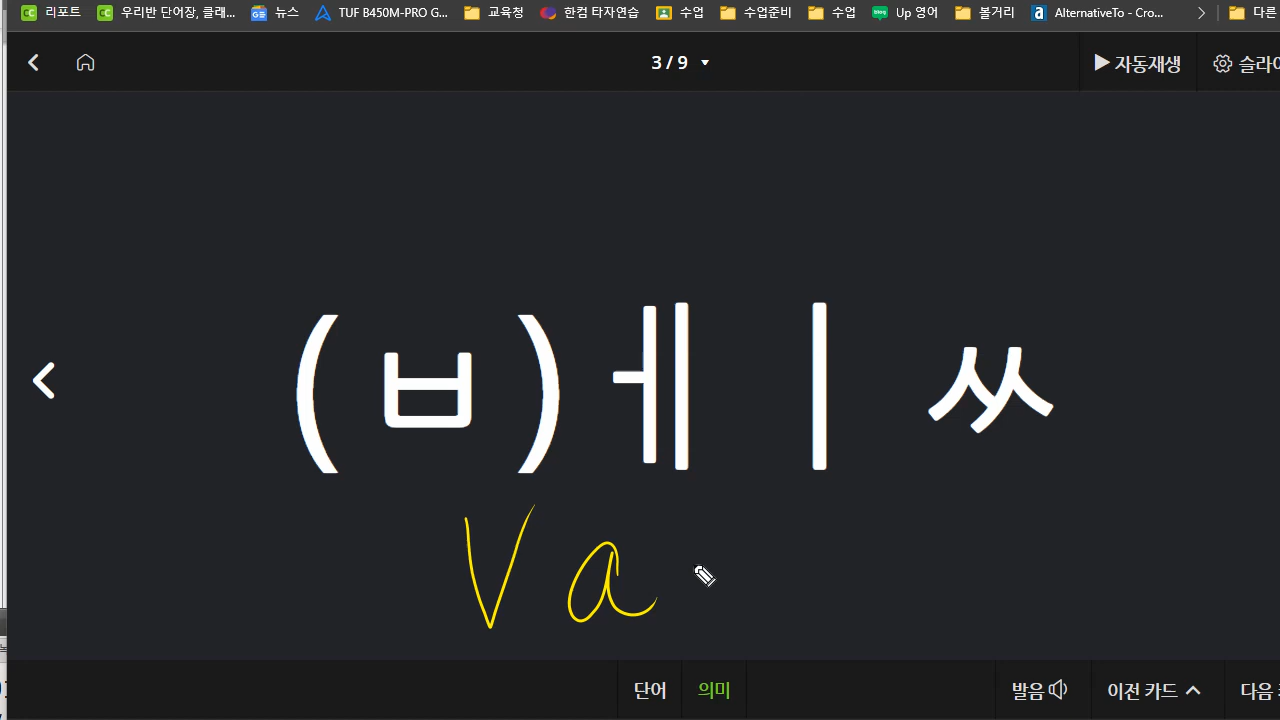 리포트 우리반 단어장, 클래... 뉴스 TUF B450M-PRO G... 교육청 한컴 타자연습 수업 수업준비 수업 Up 영어 볼거리 AlternativeTo - Cro... 다른
3 / 9 자동재생 슬라이
(ㅂ)ㅔ ㅣ ㅆ
Va
단어 의미 발음 이전 카드 다음